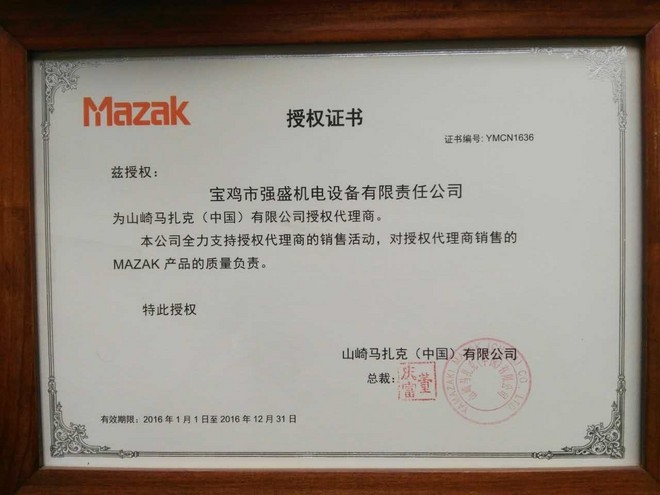 Mazak
授权证书
证书编号: YMCN1636
兹授权：
宝鸡市强盛机电设备有限责任公司
为山崎马扎克（中国）有限公司授权代理商。
本公司全力支持授权代理商的销售活动，对授权代理商销售的
MAZAK 产品的质量负责。
特此授权
山崎马扎克（中国）有限公司
总裁:
董庆富
有效期限: 2016 年 1 月 1 日至 2016 年 12 月 31 日